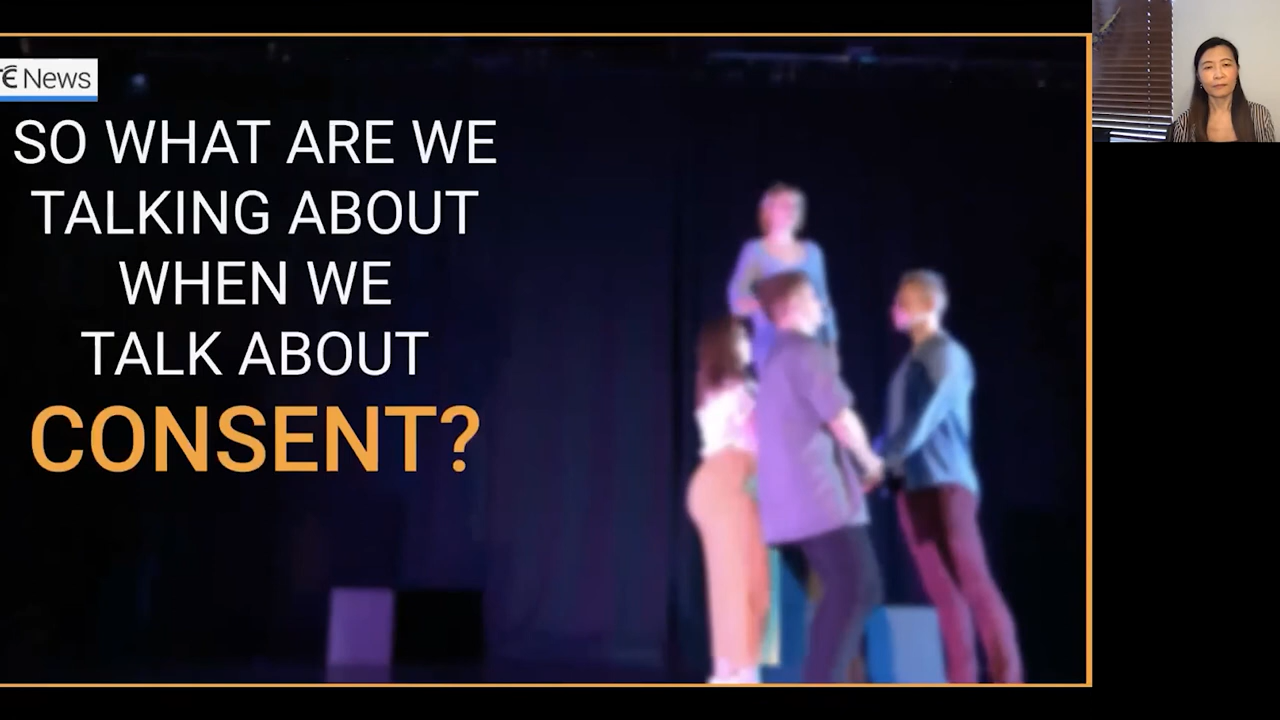 News
SO WHAT ARE WE
TALKING ABOUT
WHEN WE
TALK ABOUT
CONSENT?